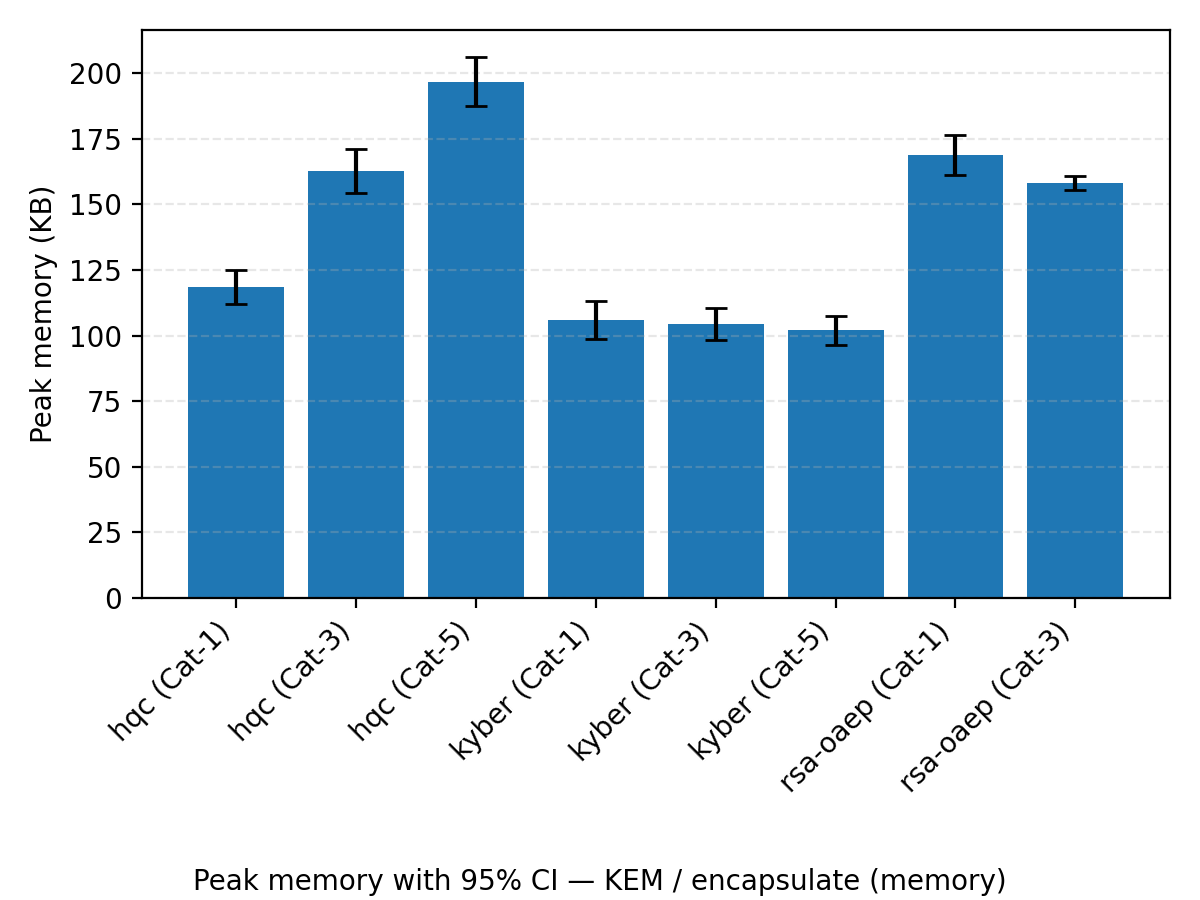 Peak memory (KB)
200
175
150
125
100
75
50
25
0
hqc (Cat-1)
hqc (Cat-3)
hqc (Cat-5)
kyber (Cat-1)
kyber (Cat-3)
kyber (Cat-5)
rsa-oaep (Cat-1)
rsa-oaep (Cat-3)
Peak memory with 95% CI — KEM / encapsulate (memory)